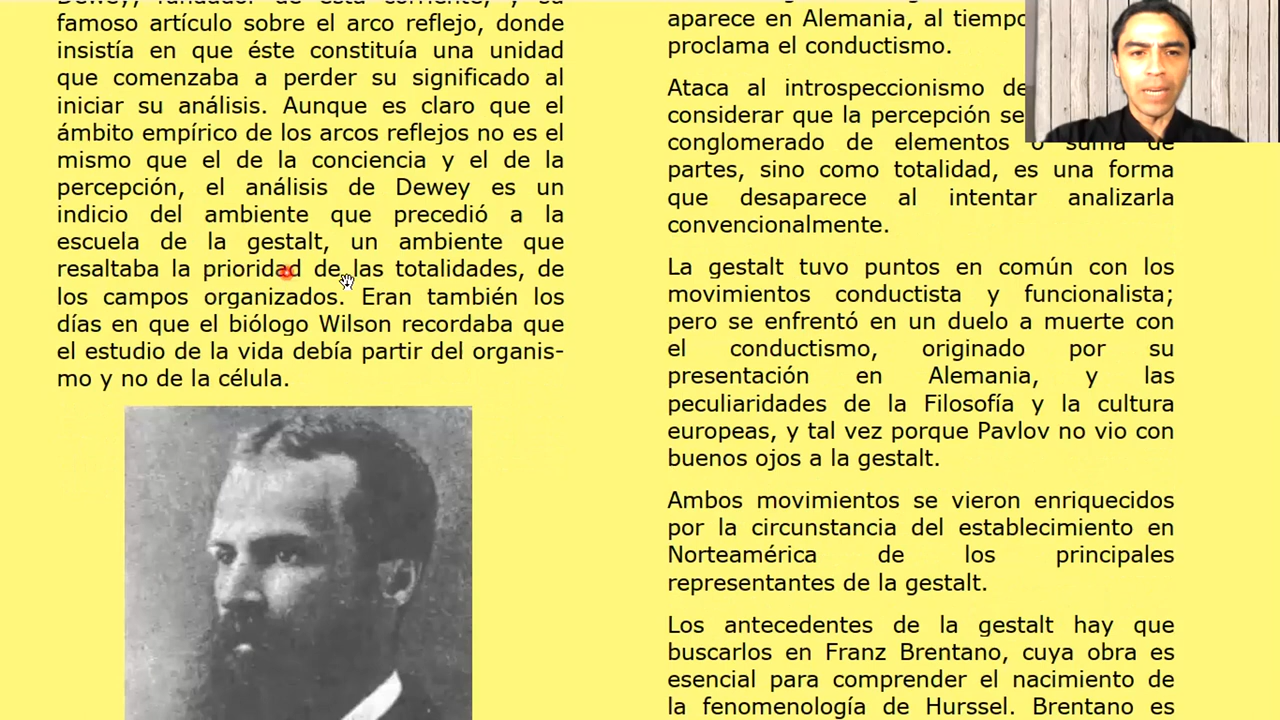 Dewey, fundador de esta corriente, y su
famoso artículo sobre el arco reflejo, donde
insistía en que éste constituía una unidad
que comenzaba a perder su significado al
iniciar su análisis. Aunque es claro que el
ámbito empírico de los arcos reflejos no es el
mismo que el de la conciencia y el de la
percepción, el análisis de Dewey es un
indicio del ambiente que precedió a la
escuela de la gestalt, un ambiente que
resaltaba la prioridad de las totalidades, de
los campos organizados. Eran también los
días en que el biólogo Wilson recordaba que
el estudio de la vida debía partir del organis-
mo y no de la célula.
aparece en Alemania, al tiempo
proclama el conductismo.
Ataca al introspeccionismo de
considerar que la percepción se
conglomerado de elementos o suma de
partes, sino como totalidad, es una forma
que desaparece al intentar analizarla
convencionalmente.
La gestalt tuvo puntos en común con los
movimientos conductista y funcionalista;
pero se enfrentó en un duelo a muerte con
el conductismo, originado por su
presentación en Alemania, y las
peculiaridades de la Filosofía y la cultura
europeas, y tal vez porque Pavlov no vio con
buenos ojos a la gestalt.
Ambos movimientos se vieron enriquecidos
por la circunstancia del establecimiento en
Norteamérica de los principales
representantes de la gestalt.
Los antecedentes de la gestalt hay que
buscarlos en Franz Brentano, cuya obra es
esencial para comprender el nacimiento de
la fenomenología de Hurssel. Brentano es